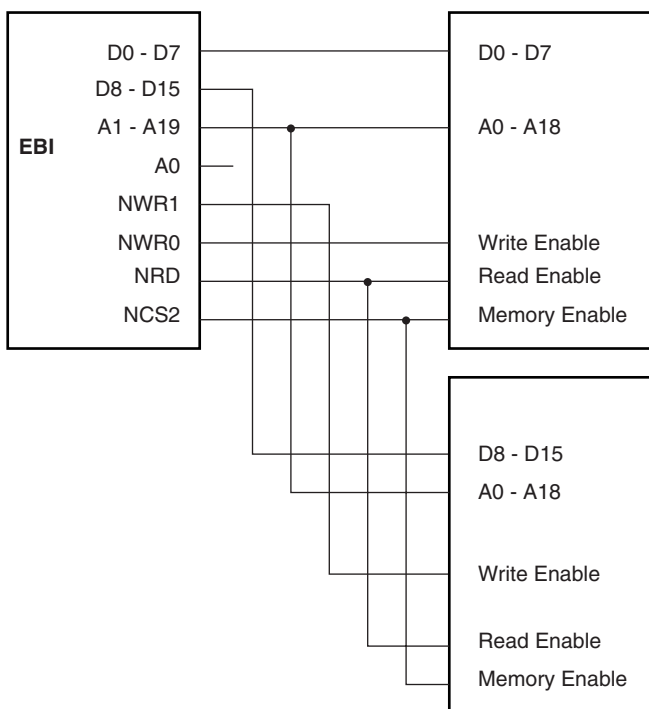 EBI
D0 - D7
D8 - D15
A1 - A19
A0
NWR1
NWR0
NRD
NCS2
D0 - D7
A0 - A18
Write Enable
Read Enable
Memory Enable
D8 - D15
A0 - A18
Write Enable
Read Enable
Memory Enable